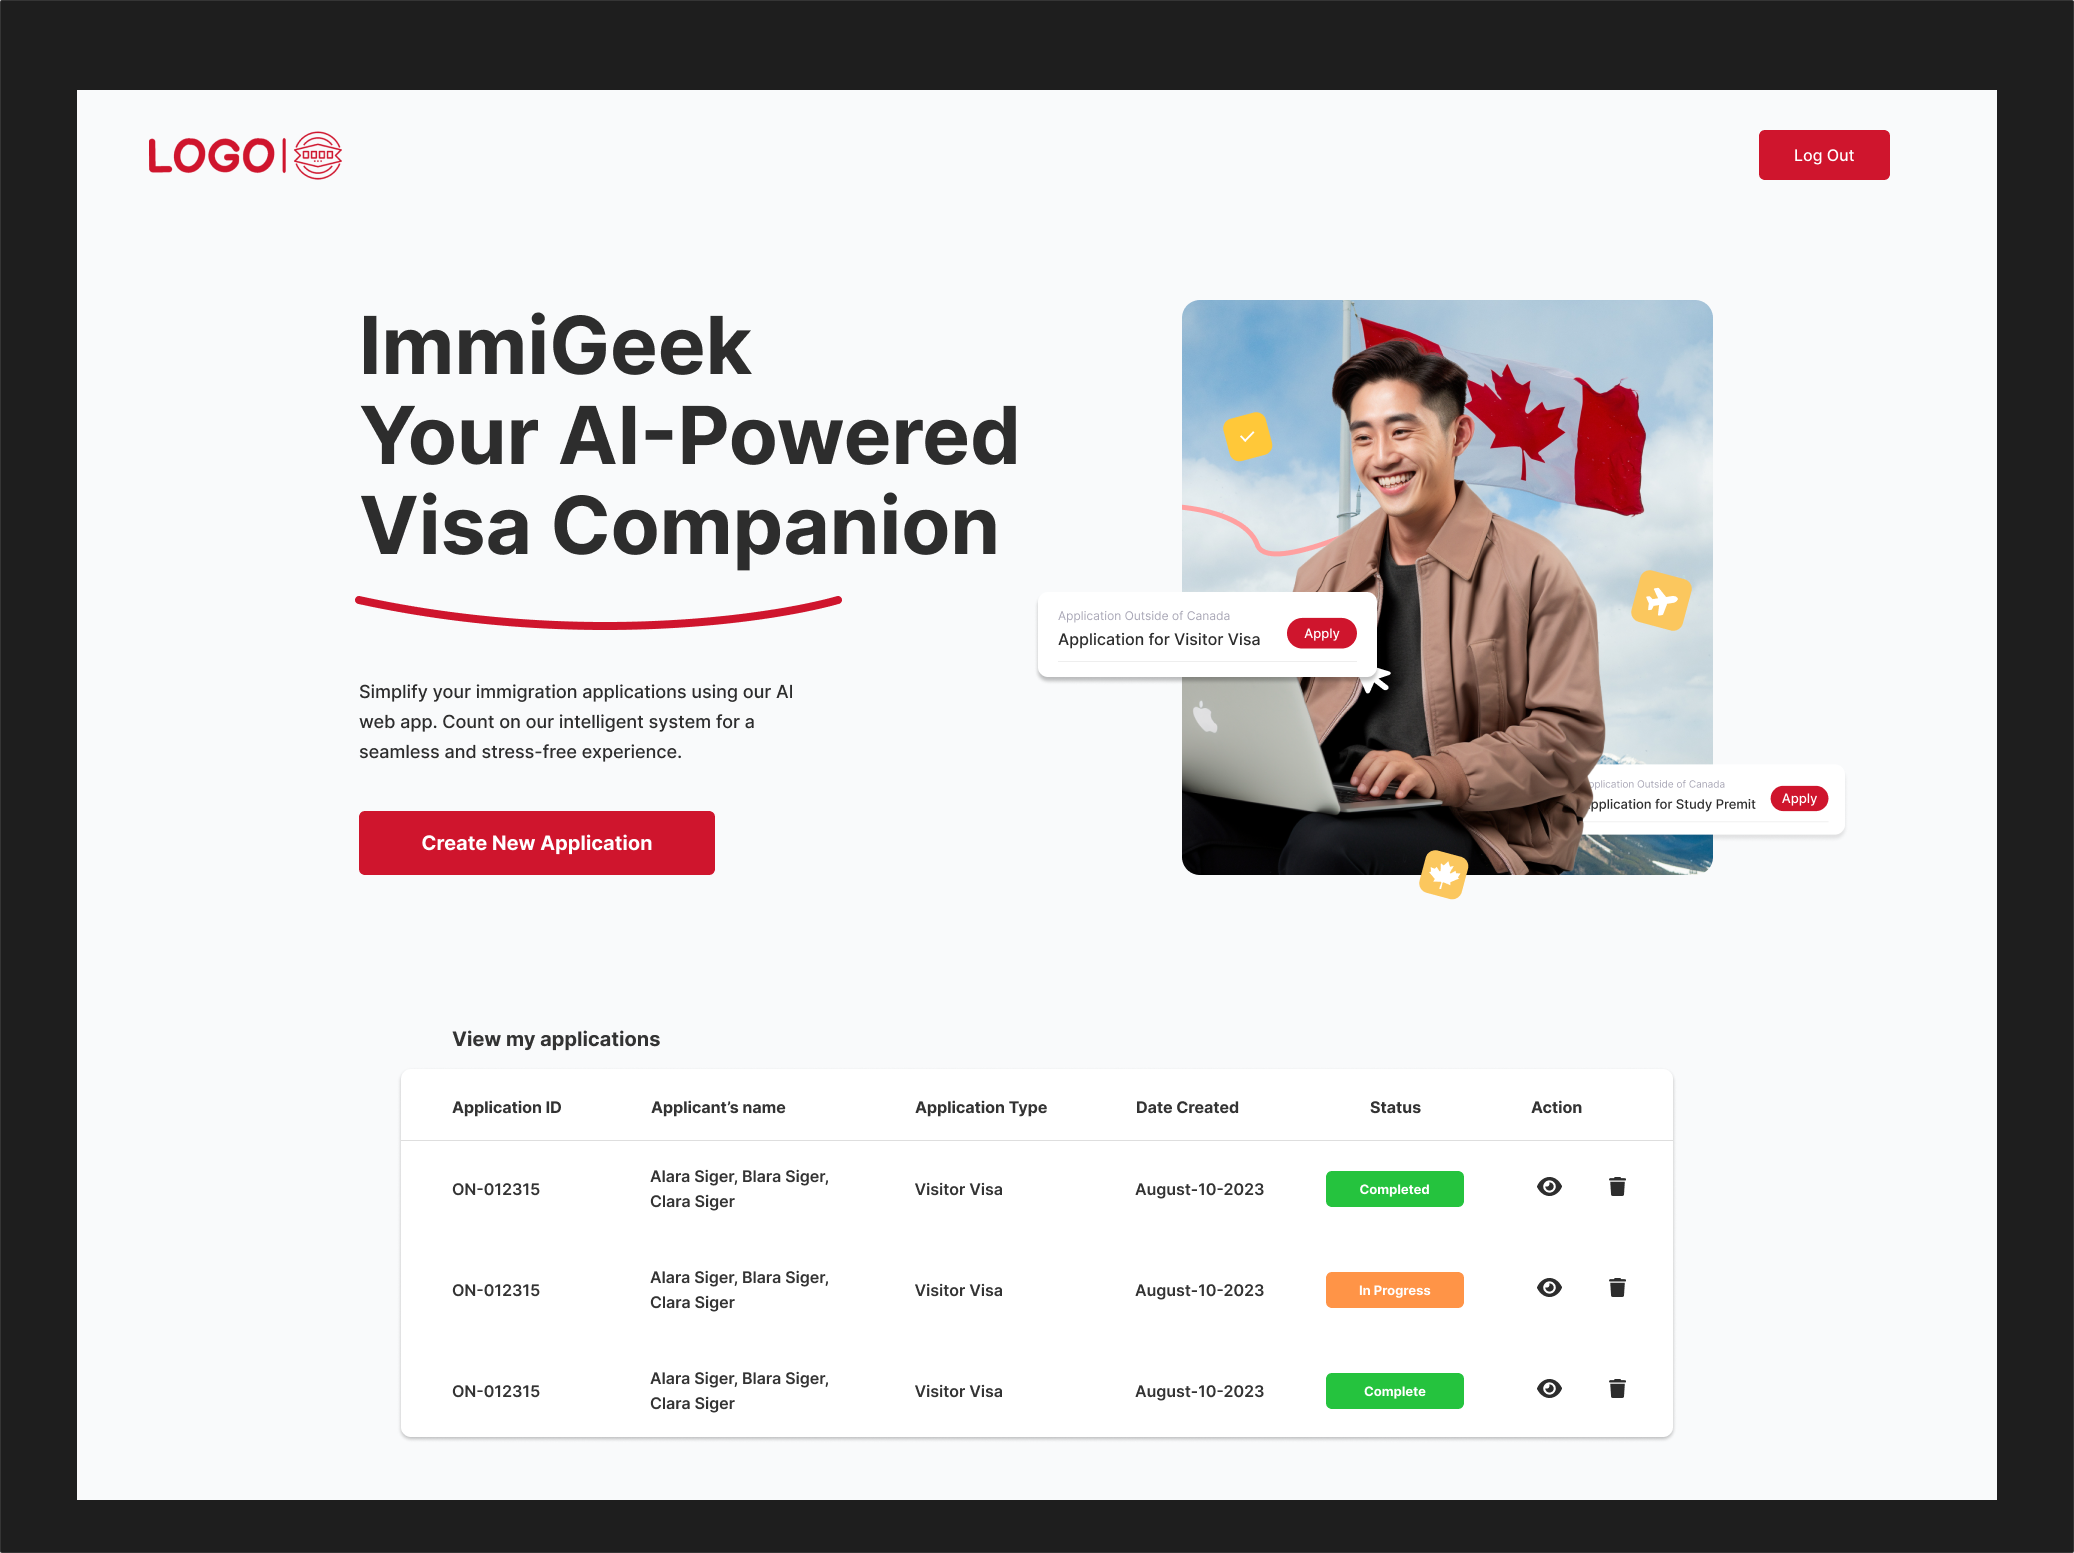 LOGO
Log Out
ImmiGeek
Your AI-Powered
Visa Companion
Simplify your immigration applications using our AI
web app. Count on our intelligent system for a
seamless and stress-free experience.
Create New Application
Application Outside of Canada
Application for Visitor Visa
Apply
pplication Outside of Canada
pplication for Study Premit
Apply
View my applications
Application ID Applicant’s name Application Type Date Created Status Action
ON-012315 Alara Siger, Blara Siger, Visitor Visa August-10-2023 Completed
Clara Siger
ON-012315 Alara Siger, Blara Siger, Visitor Visa August-10-2023 In Progress
Clara Siger
ON-012315 Alara Siger, Blara Siger, Visitor Visa August-10-2023 Complete
Clara Siger